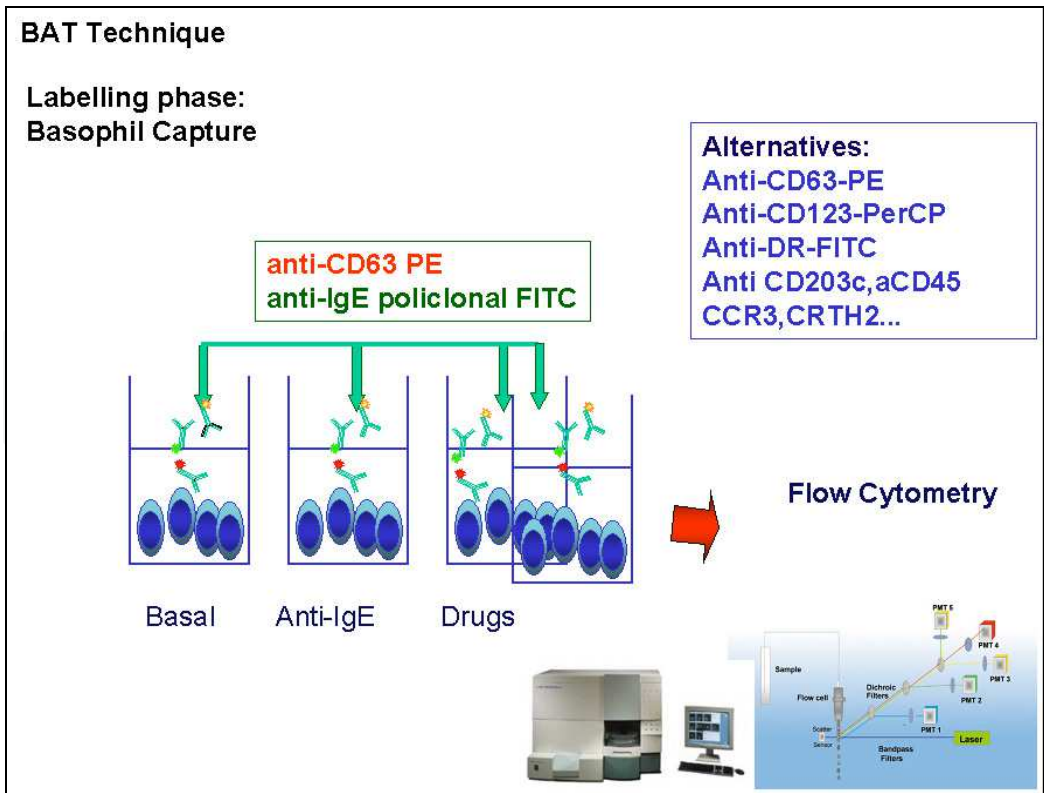 BAT Technique
Labelling phase:
Basophil Capture
Alternatives:
Anti-CD63-PE
Anti-CD123-PerCP
Anti-DR-FITC
Anti CD203c,aCD45
CCR3,CRTH2...
anti-CD63 PE
anti-IgE policlonal FITC
Flow Cytometry
Basal
Anti-IgE
Drugs
Sample
Flow cell
Scatter
Sensor
Dichroic
Filters
Bandpass
Filters
Laser
PMT 5
PMT 4
PMT 3
PMT 2
PMT 1